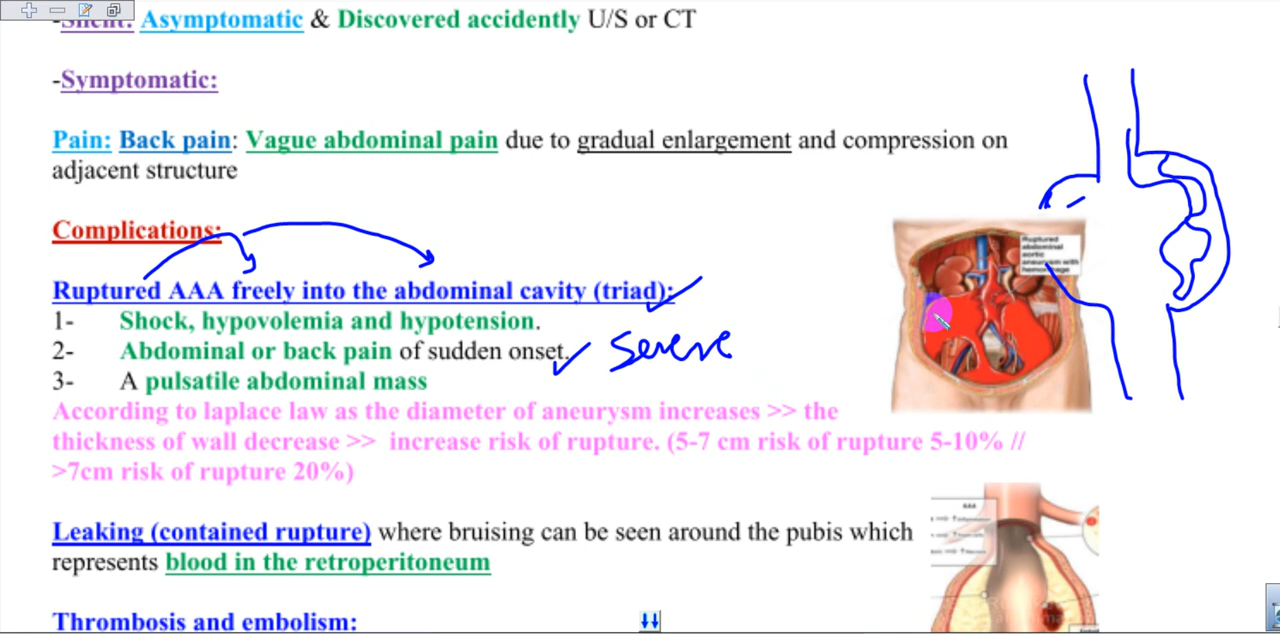 -Silent: Asymptomatic & Discovered accidently U/S or CT
-Symptomatic:
Pain: Back pain: Vague abdominal pain due to gradual enlargement and compression on
adjacent structure
Complications:
Ruptured
abdominal
aortic
aneurysm with
hemorrhage
Ruptured AAA freely into the abdominal cavity (triad):
1- Shock, hypovolemia and hypotension.
2- Abdominal or back pain of sudden onset. severe
3- A pulsatile abdominal mass
According to laplace law as the diameter of aneurysm increases >> the
thickness of wall decrease >> increase risk of rupture. (5-7 cm risk of rupture 5-10% //
>7cm risk of rupture 20%)
AAA
Leaking (contained rupture) where bruising can be seen around the pubis which
represents blood in the retroperitoneum
Thrombosis and embolism: